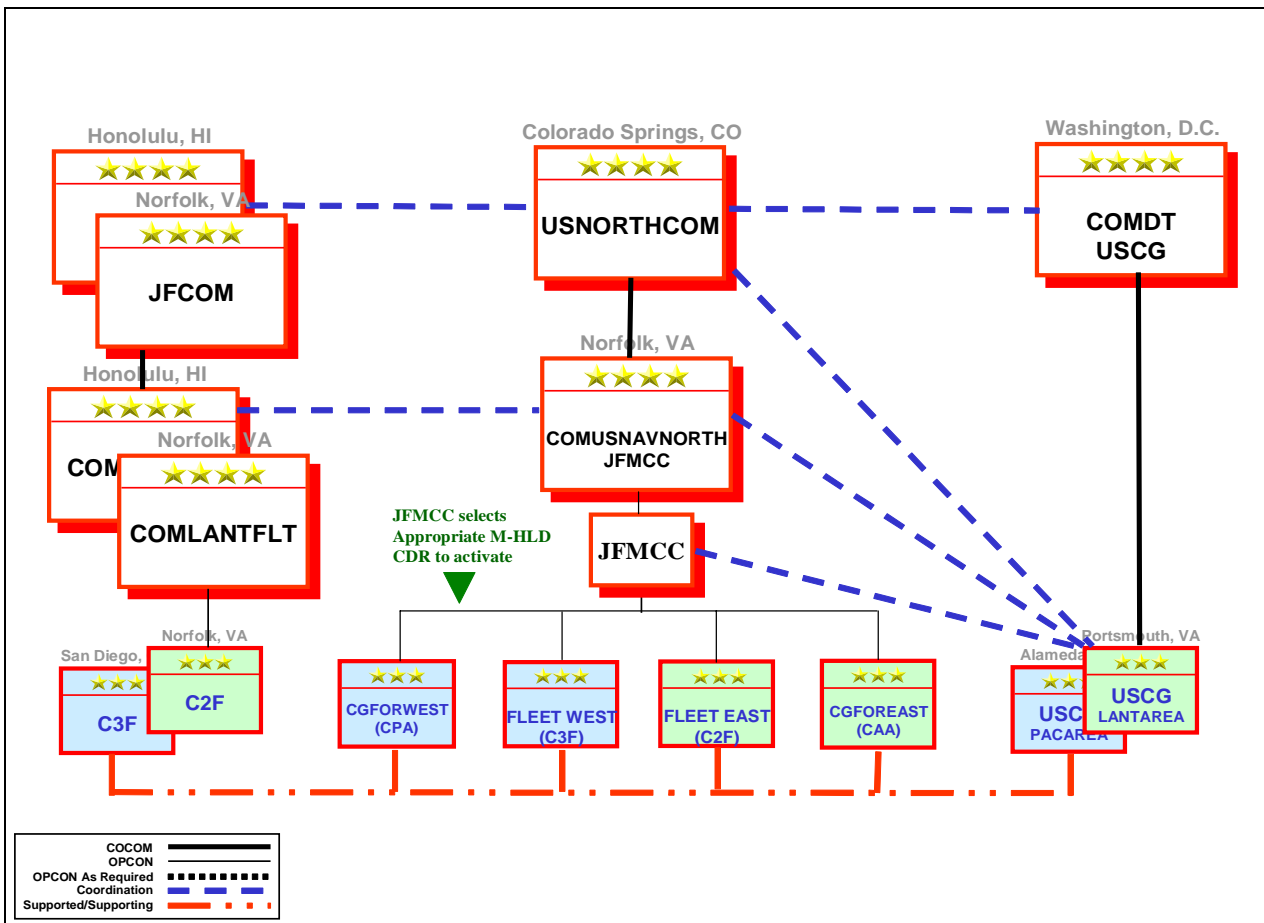 Honolulu, HI
Norfolk, VA
JFCOM
Colorado Springs, CO
USNORTHCOM
Washington, D.C.
COMDT
USCG
Honolulu, HI
COM
Norfolk, VA
COMLANTFLT
Norfolk, VA
COMUSNAVNORTH
JFMCC
JFMCC selects
Appropriate M-HLD
CDR to activate
JFMCC
San Diego,
C3F
Norfolk, VA
C2F
CGFORWEST
(CPA)
FLEET WEST
(C3F)
FLEET EAST
(C2F)
CGFOREAST
(CAA)
Alameda
USC
PACAREA
Portsmouth, VA
USCG
LANTAREA
COCOM
OPCON
OPCON As Required
Coordination
Supported/Supporting